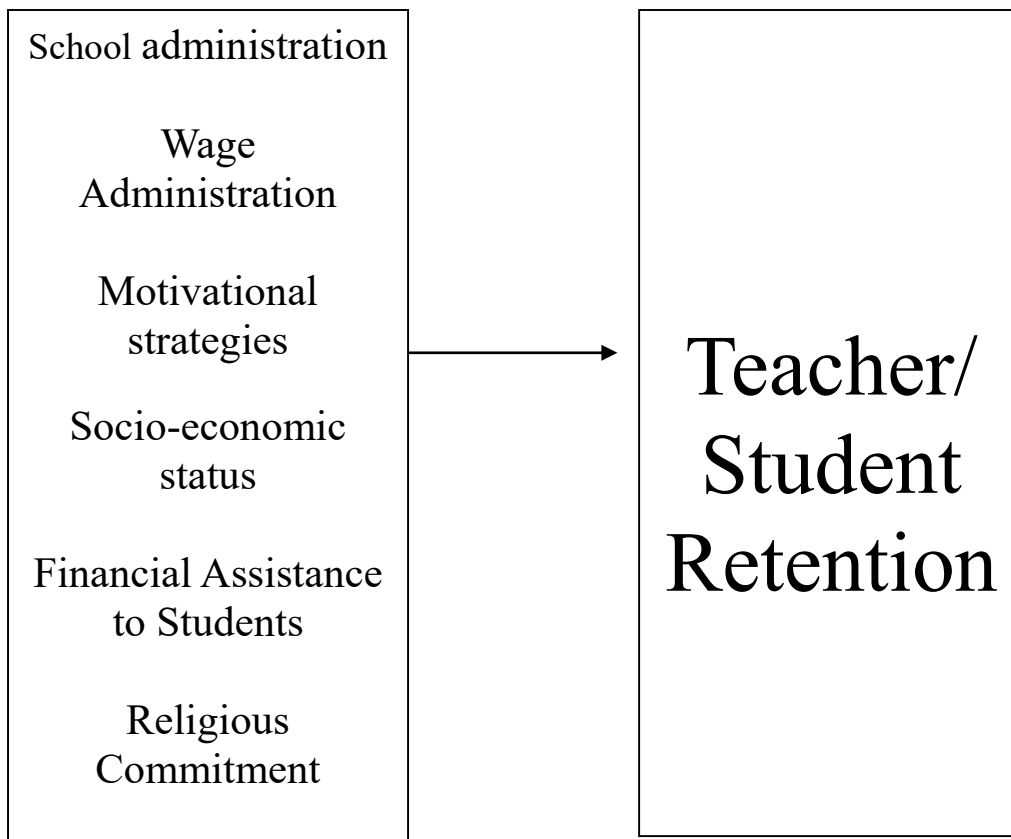 School administration
Wage
Administration
Motivational
strategies
Socio-economic
status
Financial Assistance
to Students
Religious
Commitment
Teacher/
Student
Retention